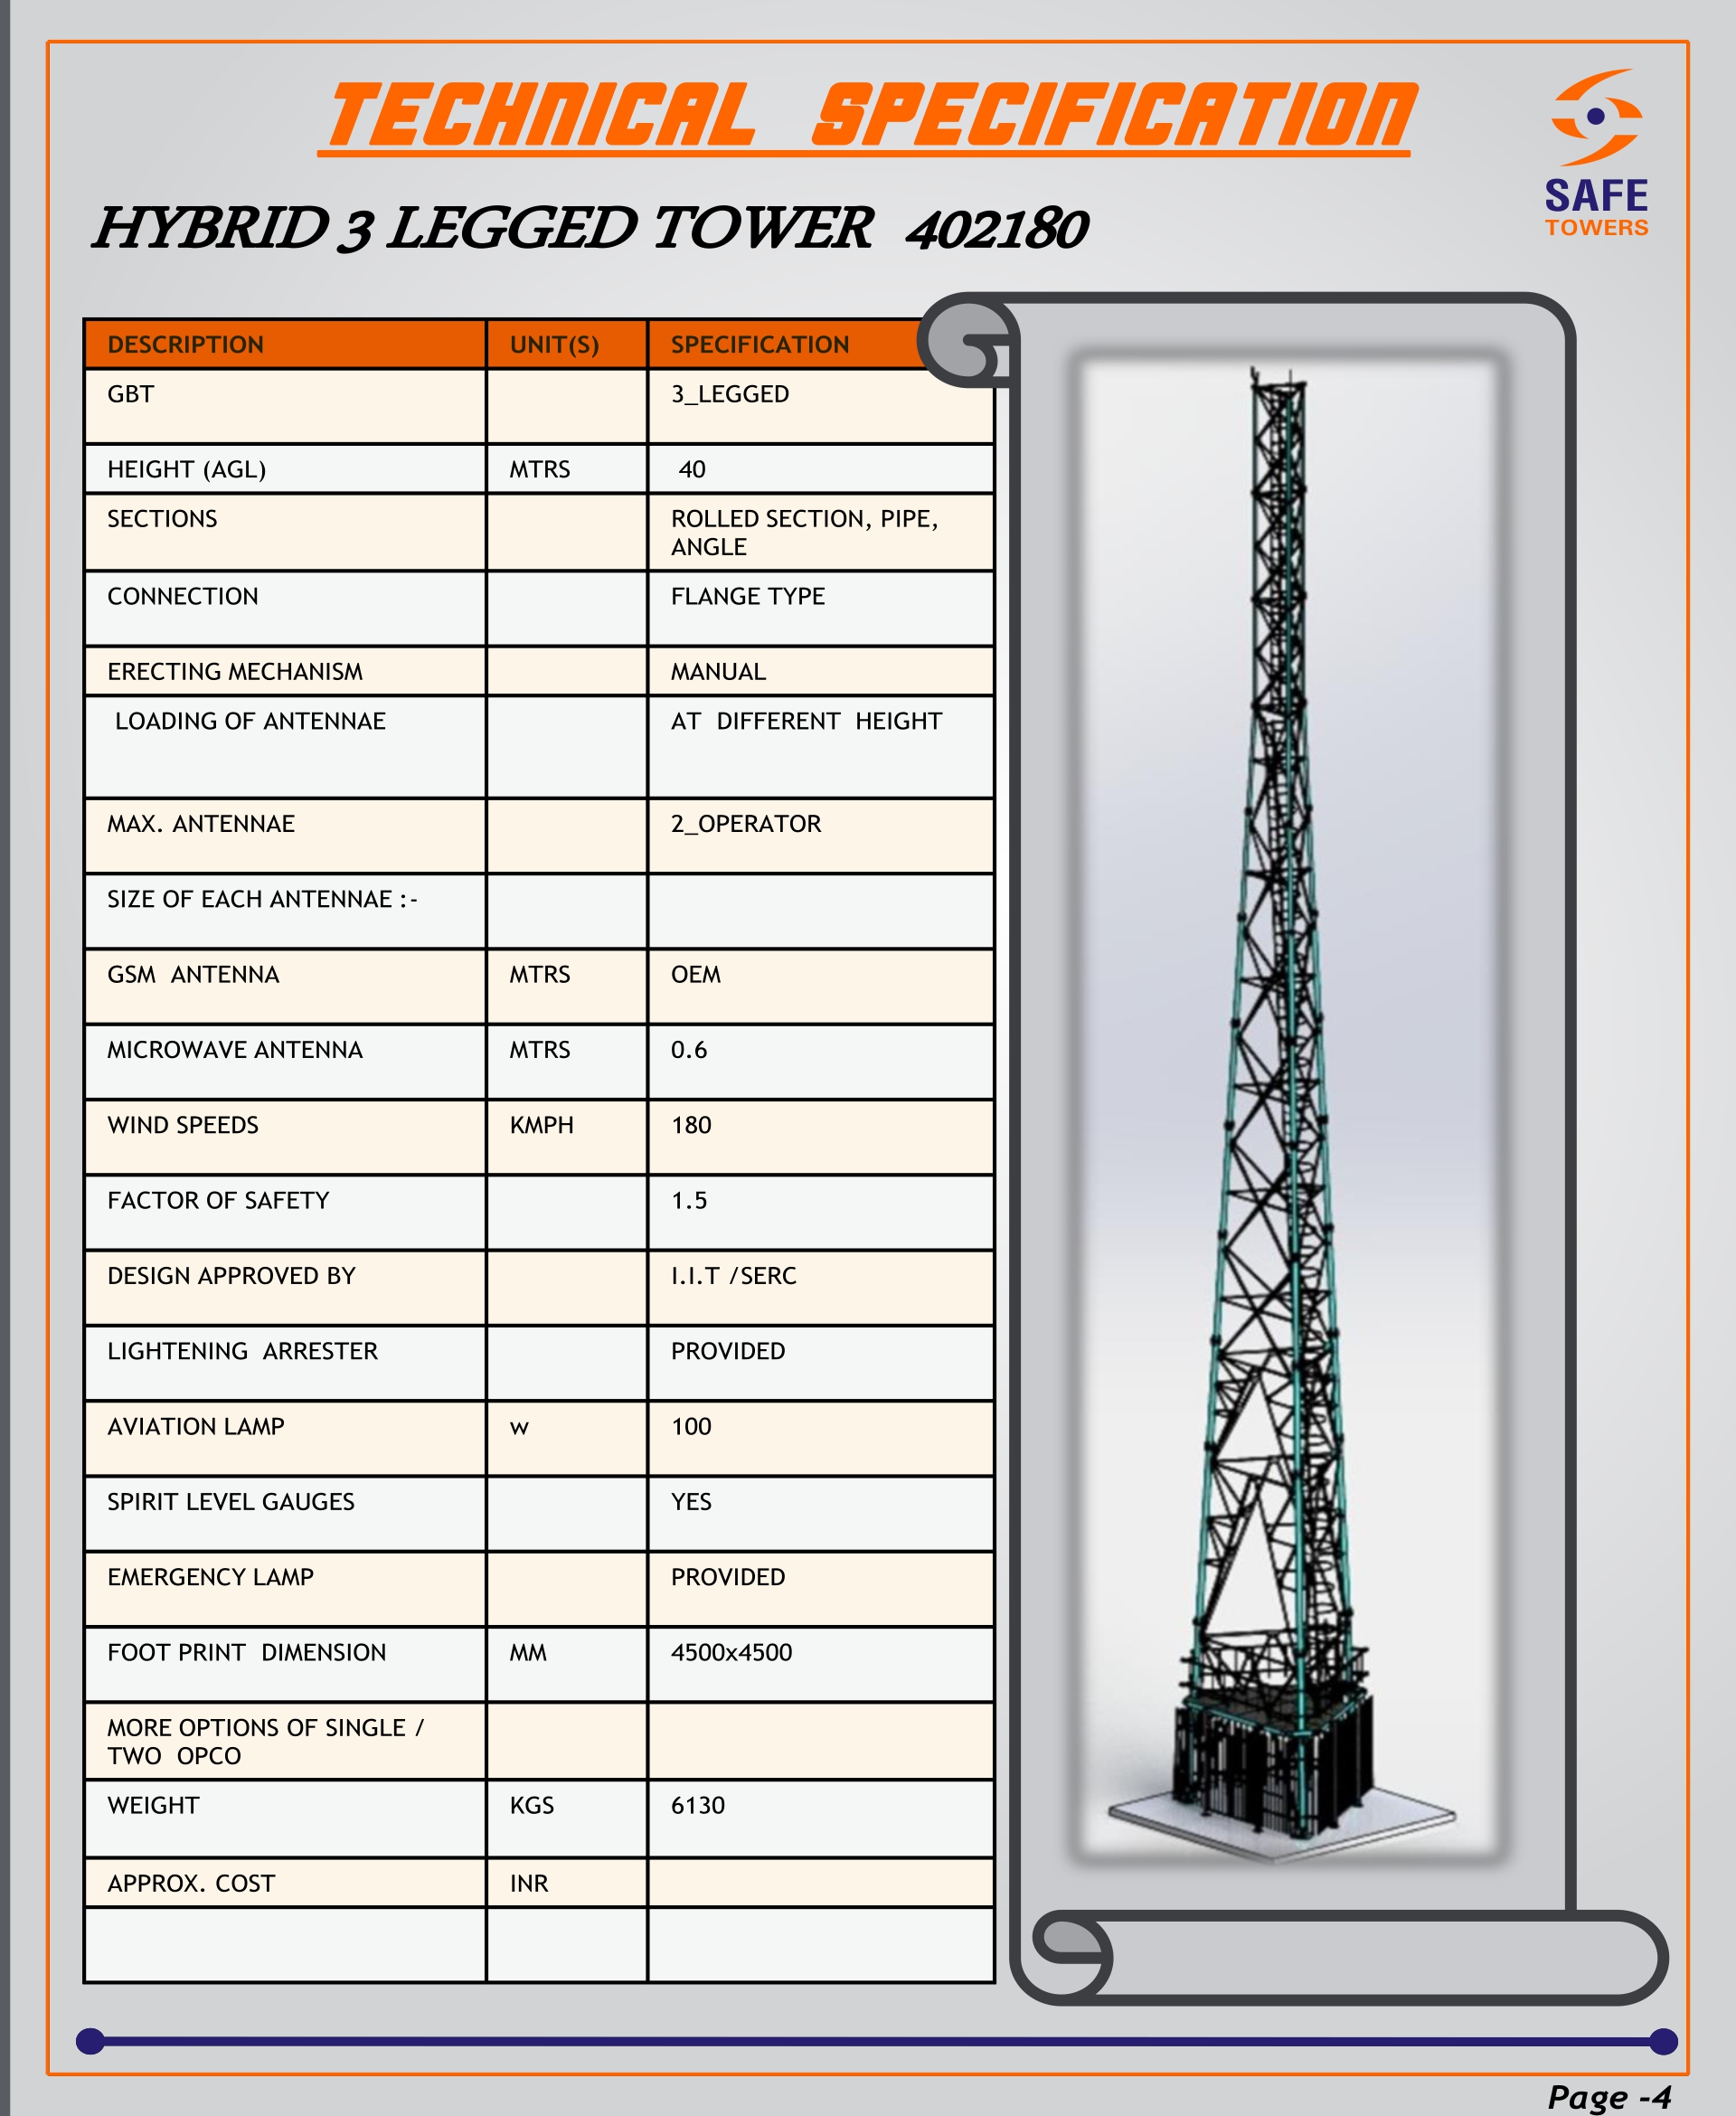 TECHNICAL SPECIFICATION
SAFE
TOWERS
HYBRID 3 LEGGED TOWER 402180
DESCRIPTION UNIT(S) SPECIFICATION
GBT 3_LEGGED
HEIGHT (AGL) MTRS 40
SECTIONS ROLLED SECTION, PIPE,
ANGLE
CONNECTION FLANGE TYPE
ERECTING MECHANISM MANUAL
LOADING OF ANTENNAE AT DIFFERENT HEIGHT
MAX. ANTENNAE 2_OPERATOR
SIZE OF EACH ANTENNAE :-
GSM ANTENNA MTRS OEM
MICROWAVE ANTENNA MTRS 0.6
WIND SPEEDS KMPH 180
FACTOR OF SAFETY 1.5
DESIGN APPROVED BY I.I.T /SERC
LIGHTENING ARRESTER PROVIDED
AVIATION LAMP w 100
SPIRIT LEVEL GAUGES YES
EMERGENCY LAMP PROVIDED
FOOT PRINT DIMENSION MM 4500x4500
MORE OPTIONS OF SINGLE /
TWO OPCO
WEIGHT KGS 6130
APPROX. COST INR
Page -4